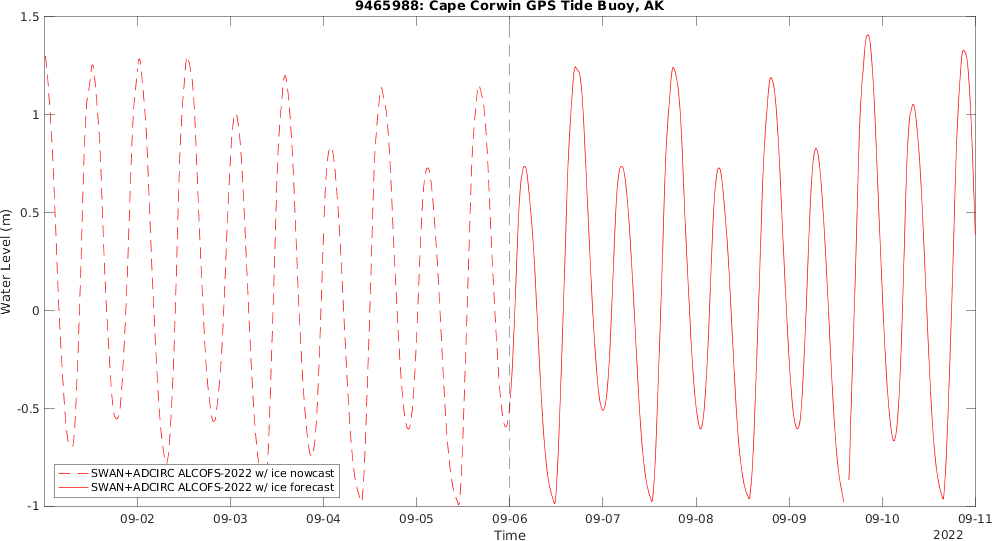 9465988: Cape Corwin GPS Tide Buoy, AK
1.5
1
0.5
0
-0.5
-1
Water Level (m)
SWAN+ADCIRC ALCOFS-2022 w/ ice nowcast
SWAN+ADCIRC ALCOFS-2022 w/ ice forecast
09-02 09-03 09-04 09-05 09-06 09-07 09-08 09-09 09-10 09-11
Time
2022